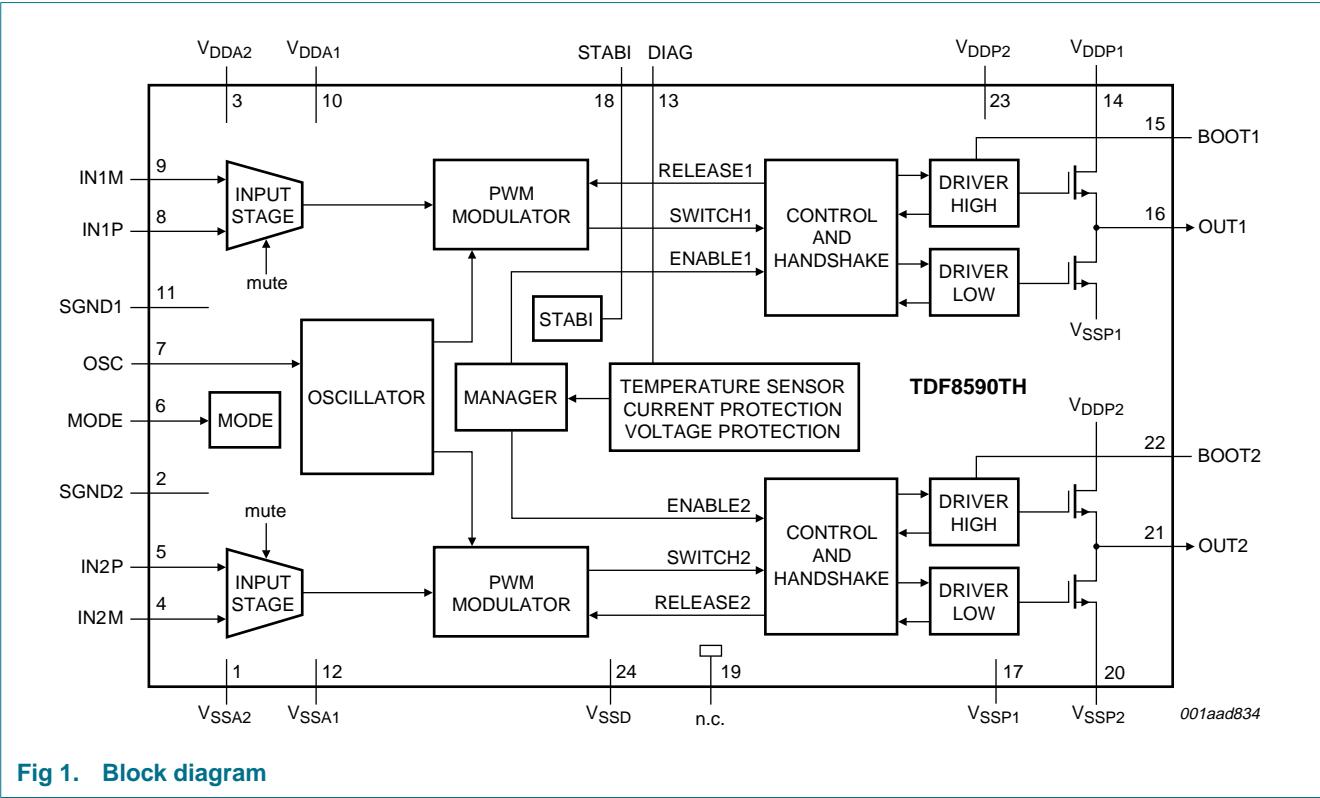 VDDA2 VDDA1 STABI DIAG VDDP2 VDDP1
3 10 18 13 23 14
15 BOOT1
IN1M 9
INPUT
STAGE
PWM
MODULATOR
RELEASE1
CONTROL
AND
HANDSHAKE
DRIVER
HIGH
IN1P 8
SWITCH1
16 OUT1
mute
ENABLE1
DRIVER
LOW
SGND1 11
STABI
VSSP1
OSC 7
OSCILLATOR
MANAGER
TEMPERATURE SENSOR
CURRENT PROTECTION
VOLTAGE PROTECTION
TDF8590TH
MODE 6
MODE
VDDP2
22 BOOT2
SGND2 2
mute
ENABLE2
CONTROL
AND
HANDSHAKE
DRIVER
HIGH
IN2P 5
INPUT
STAGE
PWM
MODULATOR
SWITCH2
21 OUT2
IN2M 4
RELEASE2
DRIVER
LOW
1 12 24 19 17 20
VSSA2 VSSA1 VSSD n.c. VSSP1 VSSP2
001aad834
Fig 1. Block diagram